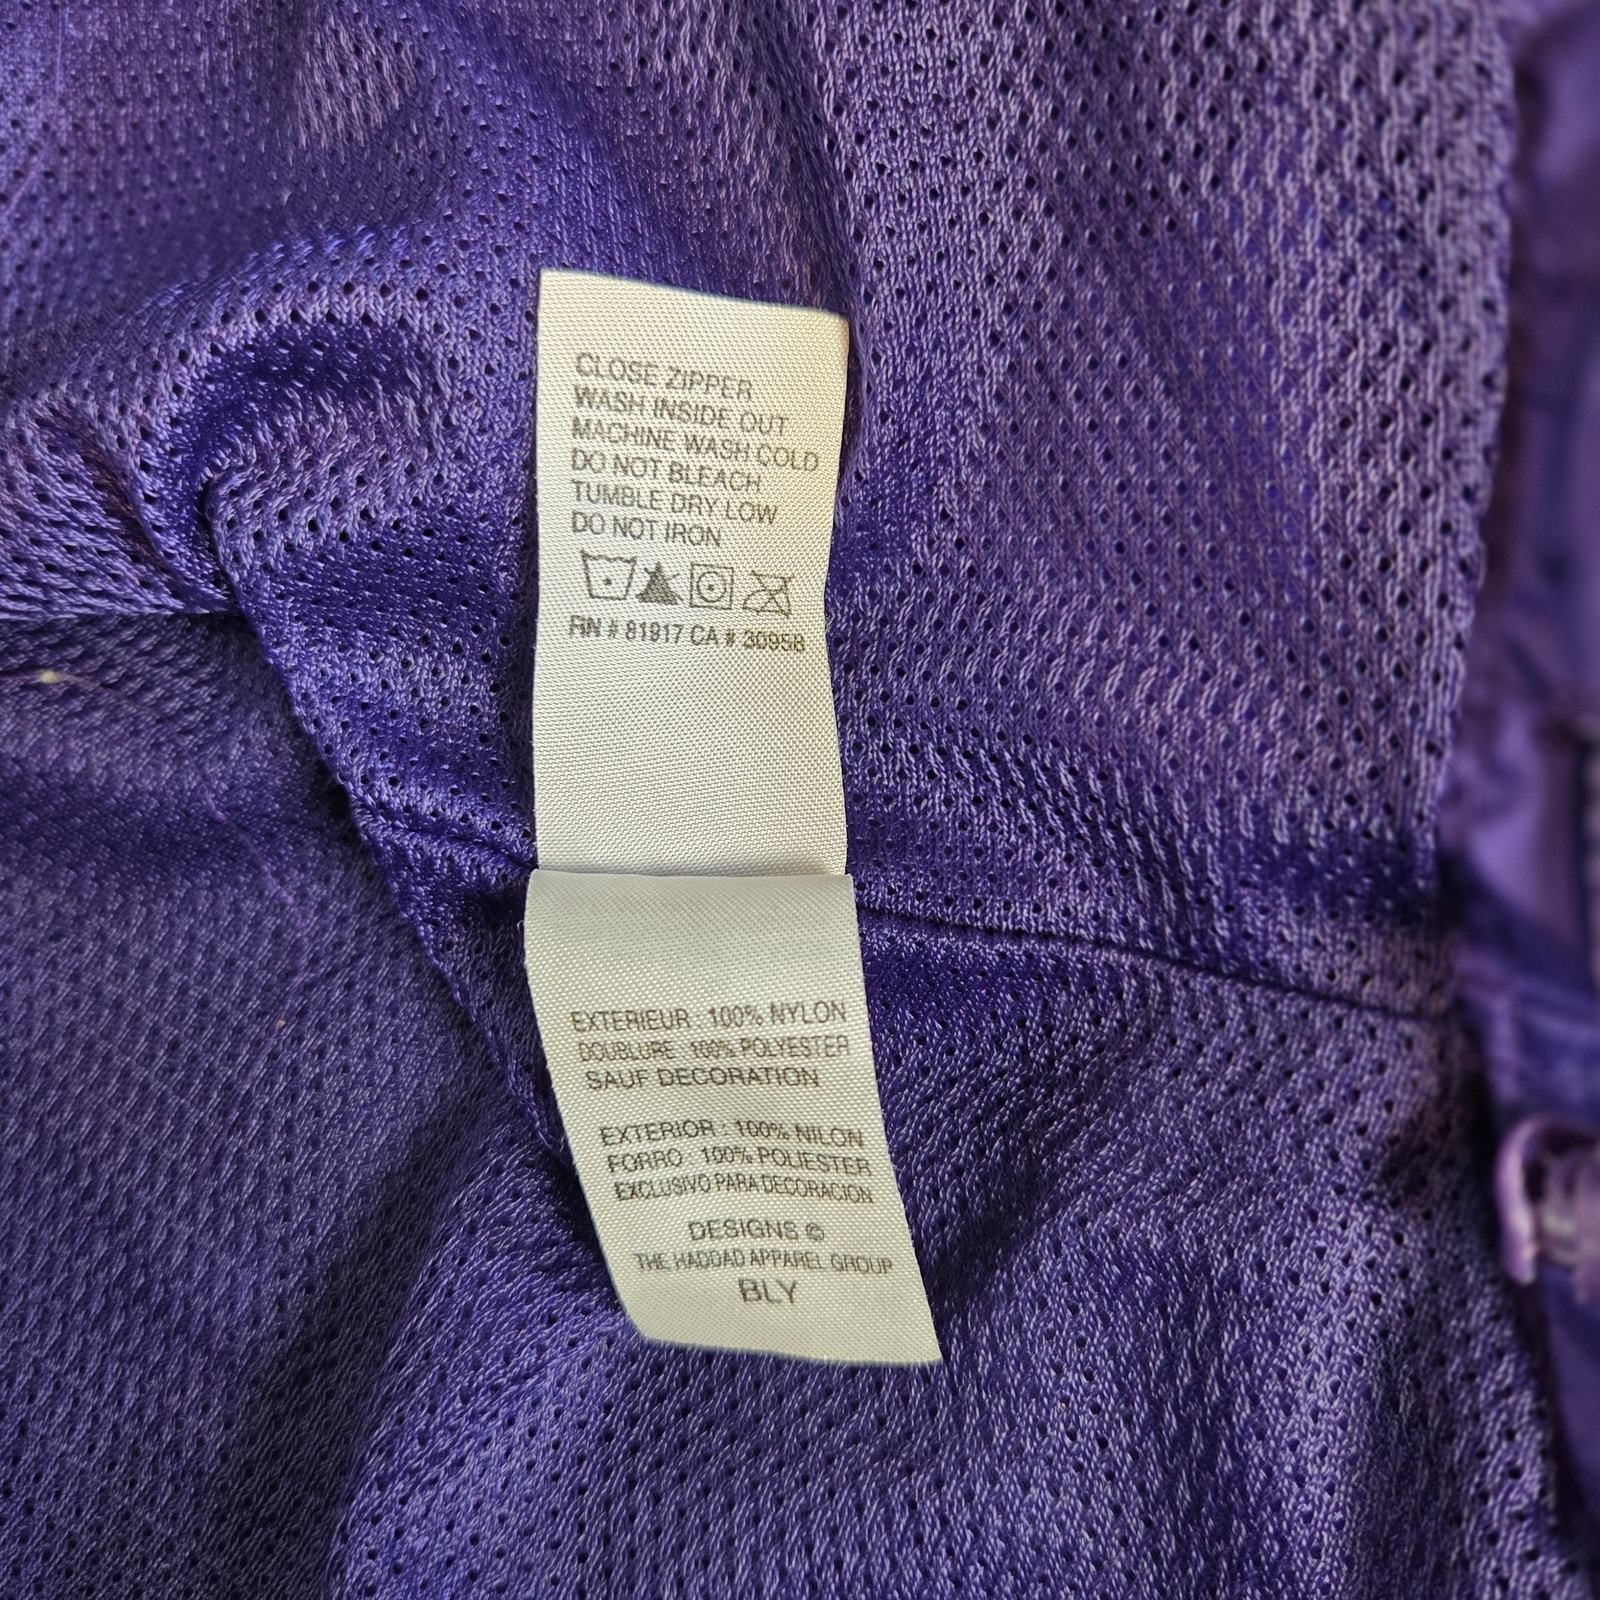 CLOSE ZIPPER
WASH INSIDE OUT
MACHINE WASH COLD
DO NOT BLEACH
TUMBLE DRY LOW
DO NOT IRON
RN # 81917 CA # 30958
EXTERIEUR : 100% NYLON
DOUBLURE : 100% POLYESTER
SAUF DECORATION
EXTERIOR : 100% NILON
FORRO : 100% POLIESTER
EXCLUSIVO PARA DECORACION
DESIGNS ©
THE HADDAD APPAREL GROUP
BLY